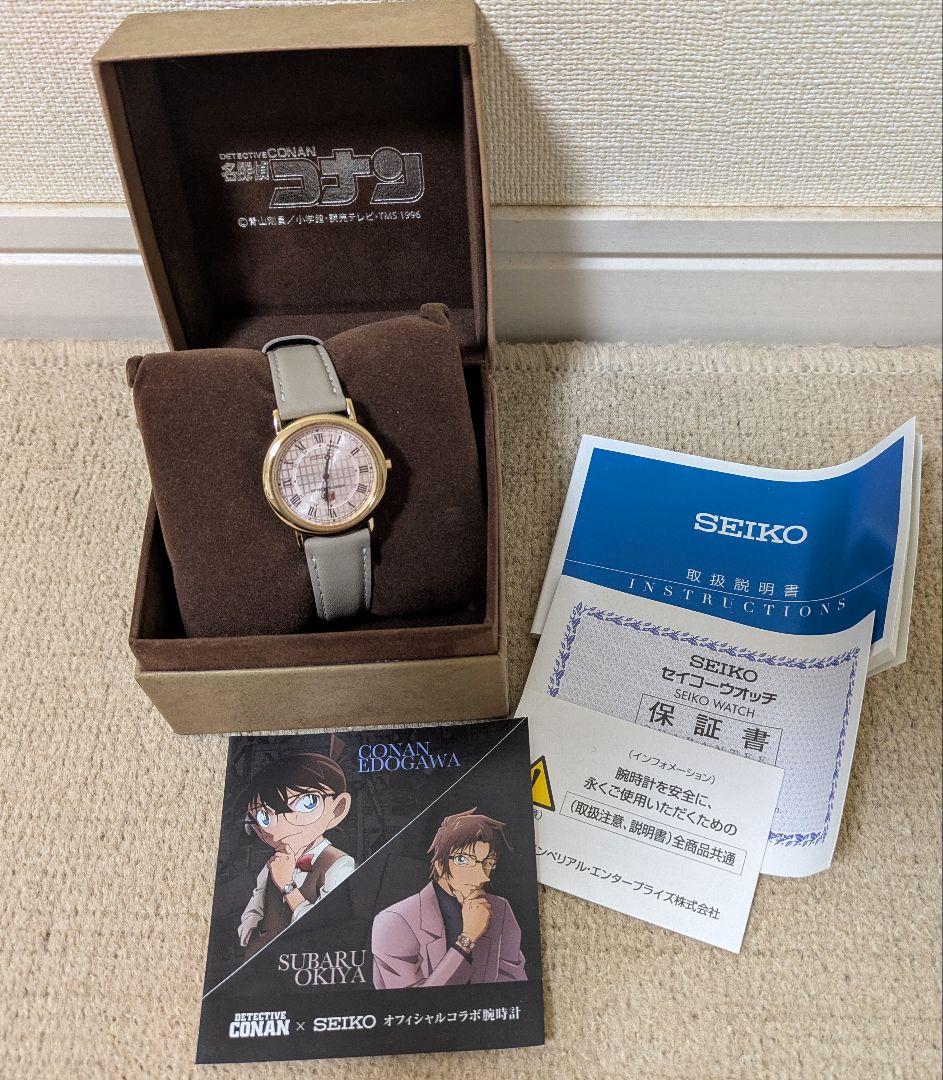 DETECTIVE CONAN
名探偵 コナン
©青山剛昌/小学館・読売テレビ・TMS 1996
SEIKO
SEIKO
取扱説明書
INSTRUCTIONS
SEIKO
セイコーウオッチ
SEIKO WATCH
保証書
(インフォメーション)
腕時計を安全に、
永くご使用いただくための
(取扱注意、説明書)全商品共通
インペリアル・エンタープライズ株式会社
CONAN
EDOGAWA
SUBARU
OKIYA
DETECTIVE
CONAN × SEIKO オフィシャルコラボ腕時計